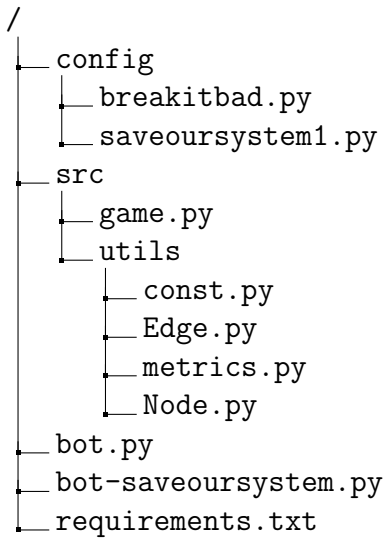 /
config
breakitbad.py
saveoursystem1.py
src
game.py
utils
const.py
Edge.py
metrics.py
Node.py
bot.py
bot-saveoursystem.py
requirements.txt